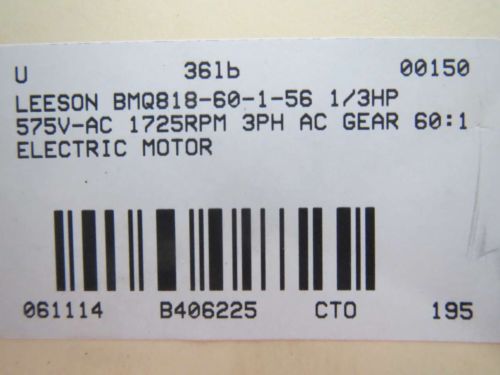 U 36lb 00150
LEESON BMQ818-60-1-56 1/3HP
575V-AC 1725RPM 3PH AC GEAR 60:1
ELECTRIC MOTOR
061114 B406225 CTO 195